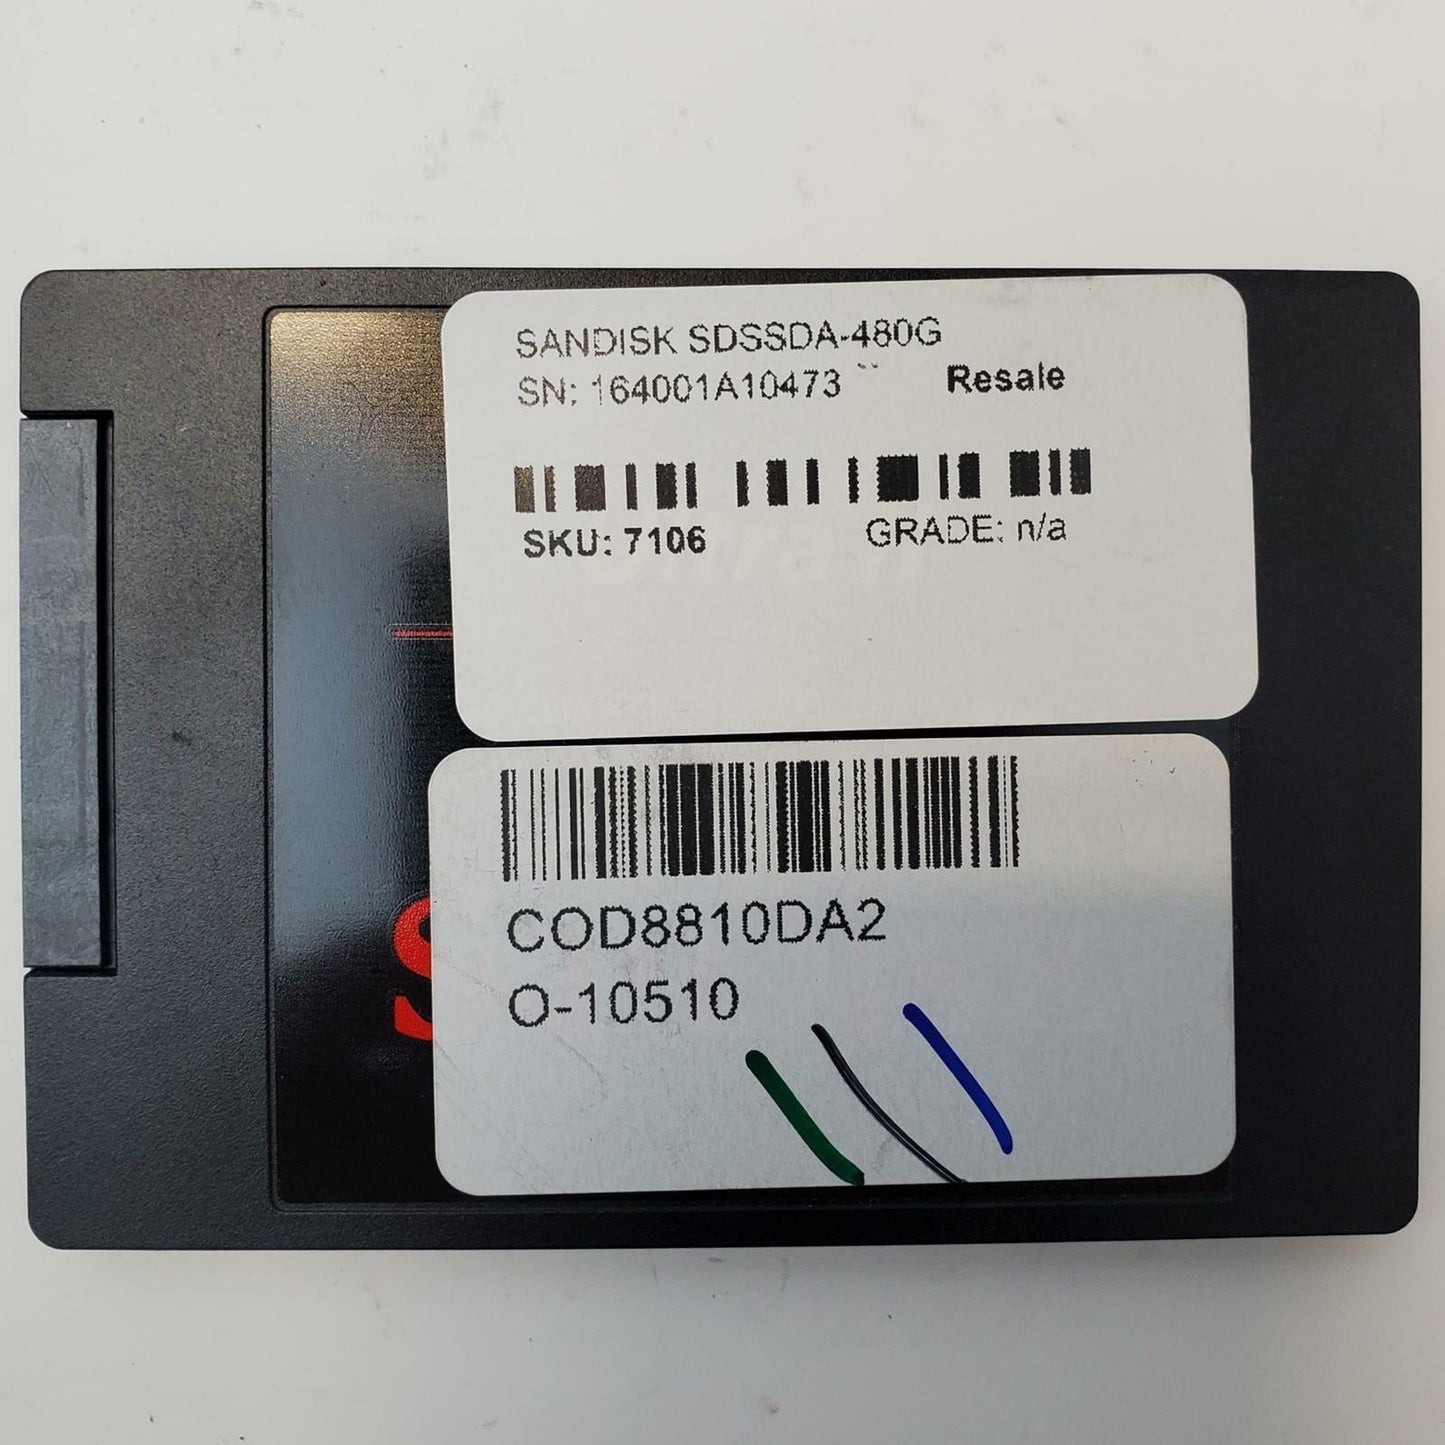 SANDISK SDSSDA-480G
SN: 164001A10473
Resale
SKU: 7106
GRADE: n/a
COD8810DA2
O-10510
S